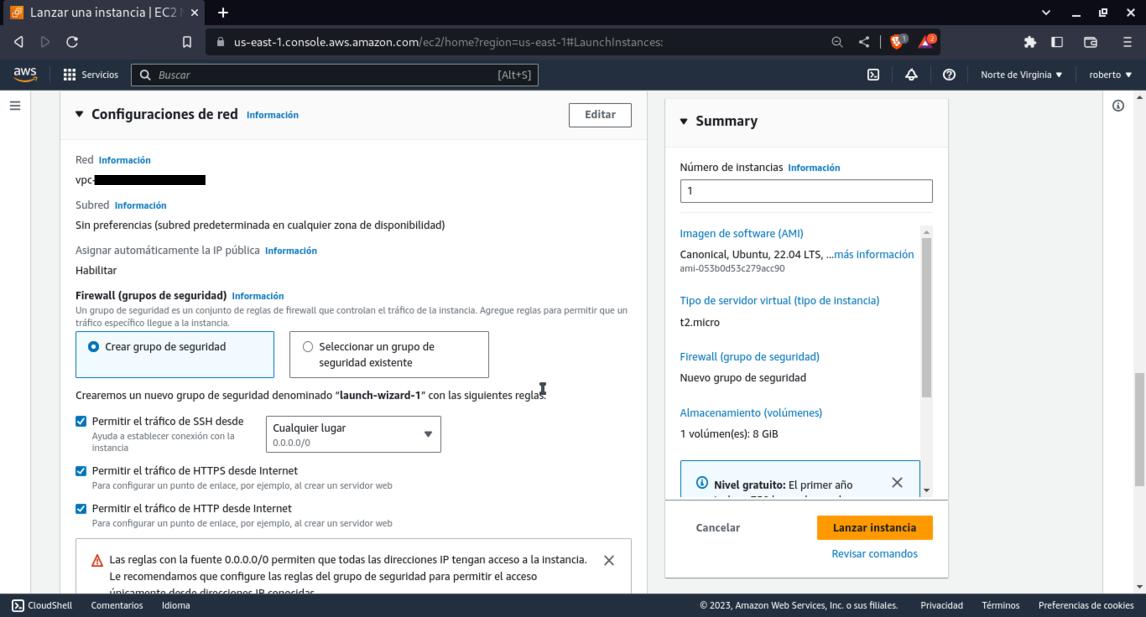 Lanzar una instancia | EC2
us-east-1.console.aws.amazon.com/ec2/home?region=us-east-1#LaunchInstances:
1
2
aws
Servicios
Buscar
[Alt+S]
Norte de Virginia
roberto
Configuraciones de red Información
Editar
Red Información
vpc-
Subred Información
Sin preferencias (subred predeterminada en cualquier zona de disponibilidad)
Asignar automáticamente la IP pública Información
Habilitar
Firewall (grupos de seguridad) Información
Un grupo de seguridad es un conjunto de reglas de firewall que controlan el tráfico de la instancia. Agregue reglas para permitir que un
tráfico específico llegue a la instancia.
Crear grupo de seguridad
Seleccionar un grupo de
seguridad existente
Crearemos un nuevo grupo de seguridad denominado “launch-wizard-1” con las siguientes reglas:
Permitir el tráfico de SSH desde
Ayuda a establecer conexión con la
instancia
Cualquier lugar
0.0.0.0/0
Permitir el tráfico de HTTPS desde Internet
Para configurar un punto de enlace, por ejemplo, al crear un servidor web
Permitir el tráfico de HTTP desde Internet
Para configurar un punto de enlace, por ejemplo, al crear un servidor web
Las reglas con la fuente 0.0.0.0/0 permiten que todas las direcciones IP tengan acceso a la instancia.
Le recomendamos que configure las reglas del grupo de seguridad para permitir el acceso
únicamente desde direcciones IP conocidas.
Summary
Número de instancias Información
1
Imagen de software (AMI)
Canonical, Ubuntu, 22.04 LTS, ...más información
ami-053b0d53c279acc90
Tipo de servidor virtual (tipo de instancia)
t2.micro
Firewall (grupo de seguridad)
Nuevo grupo de seguridad
Almacenamiento (volúmenes)
1 volúmen(es): 8 GiB
Nivel gratuito: El primer año
Cancelar
Lanzar instancia
Revisar comandos
CloudShell
Comentarios
Idioma
© 2023, Amazon Web Services, Inc. o sus filiales.
Privacidad
Términos
Preferencias de cookies